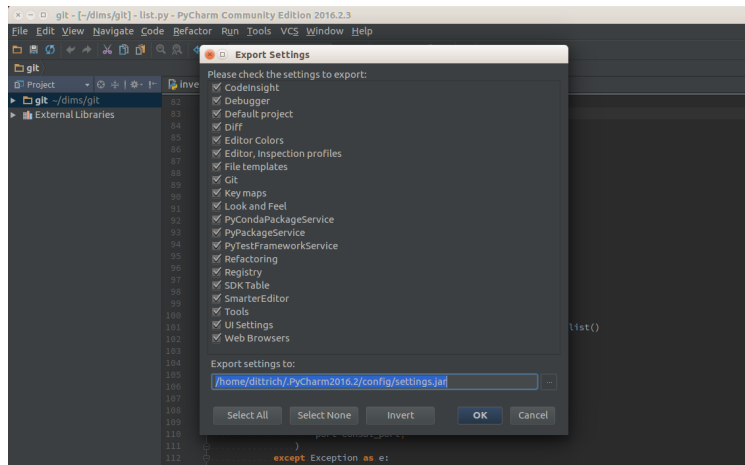 git - [~/dims/git] - list.py - PyCharm Community Edition 2016.2.3
File Edit View Navigate Code Refactor Run Tools VCS Window Help
git
Project
inve
git ~/dims/git
External Libraries
Export Settings
Please check the settings to export:
CodeInsight
Debugger
Default project
Diff
Editor Colors
Editor, Inspection profiles
File templates
Git
Key maps
Look and Feel
PyCondaPackageService
PyPackageService
PyTestFrameworkService
Refactoring
Registry
SDK Table
SmarterEditor
Tools
UI Settings
Web Browsers
Export settings to:
/home/dittrich/.PyCharm2016.2/config/settings.jar
...
Select All Select None Invert OK Cancel
82
83
84
85
86
87
88
89
90
91
92
93
94
95
96
97
98
99
100
101 list()
102
103
104
105
106
107
108
109
110
111 )
112 except Exception as e: